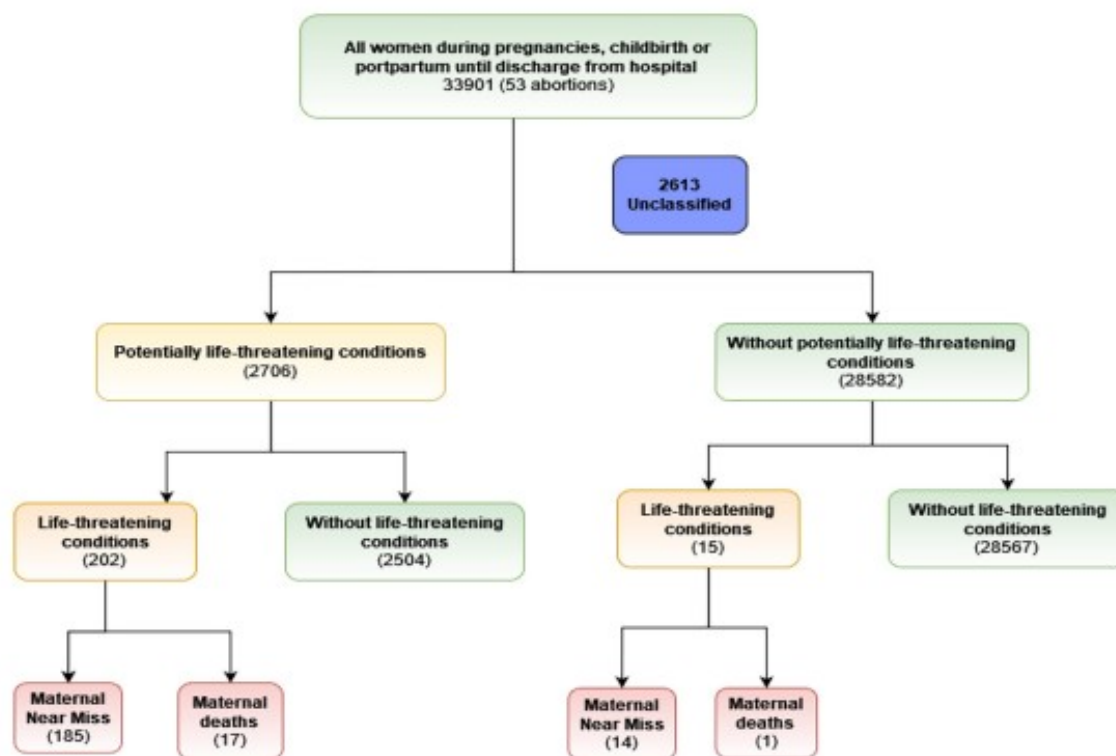 All women during pregnancies, childbirth or
portpartum until discharge from hospital
33901 (53 abortions)
2613
Unclassified
Potentially life-threatening conditions
(2706)
Without potentially life-threatening
conditions
(28582)
Life-threatening
conditions
(202)
Without life-threatening
conditions
(2504)
Life-threatening
conditions
(15)
Without life-threatening
conditions
(28567)
Maternal
Near Miss
(185)
Maternal
deaths
(17)
Maternal
Near Miss
(14)
Maternal
deaths
(1)